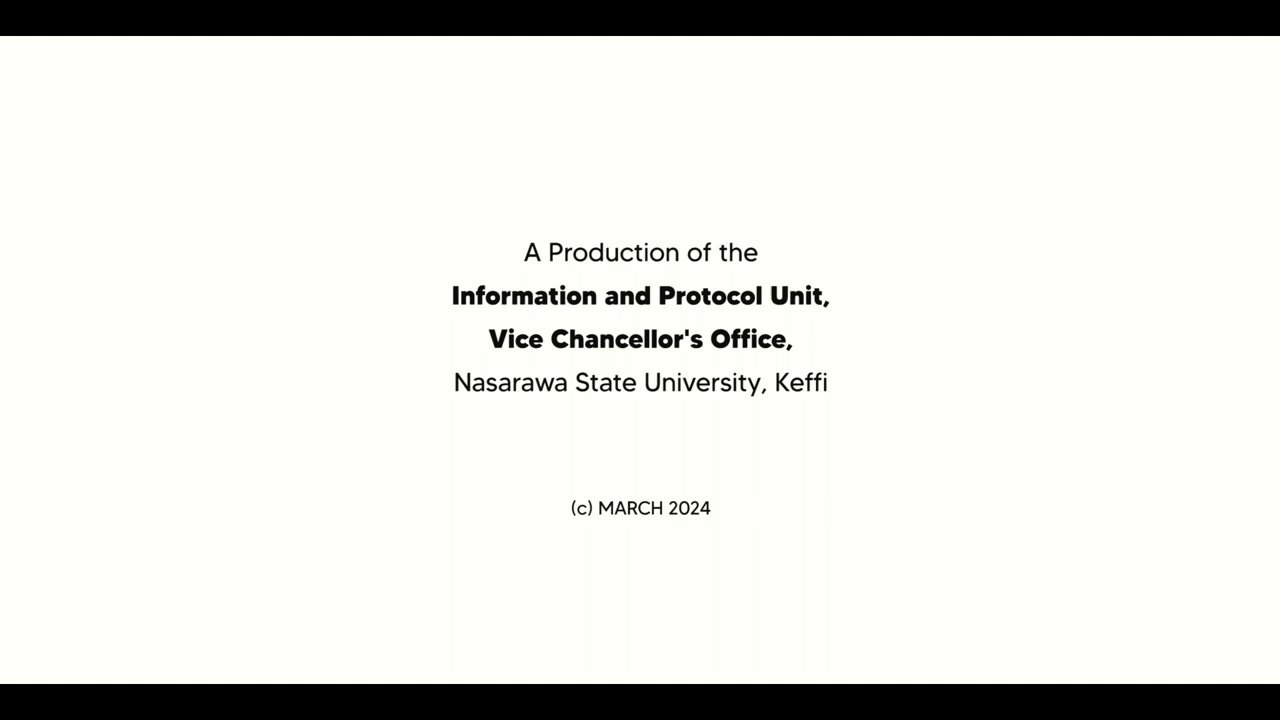 A Production of the
Information and Protocol Unit,
Vice Chancellor's Office,
Nasarawa State University, Keffi
(c) MARCH 2024